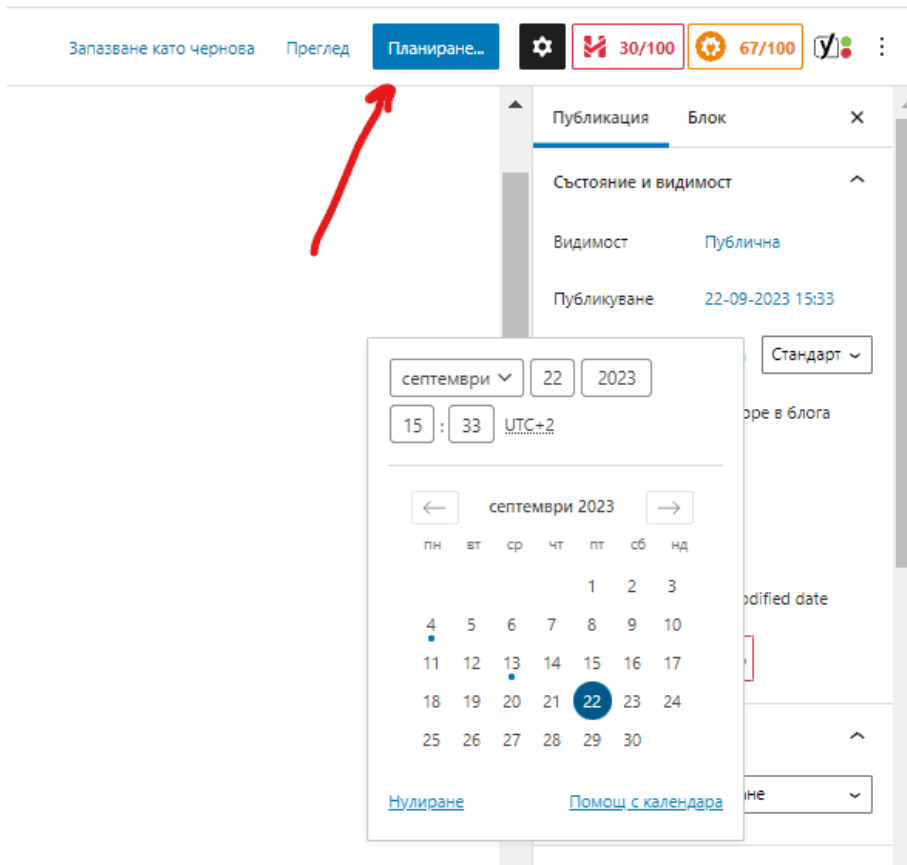 Запазване като чернова Преглед Планиране... 30/100 67/100
Публикация Блок
Състояние и видимост
Видимост Публична
Публикуване 22-09-2023 15:33
Стандарт
септември 22 2023
в блога
15 : 33 UTC+2
септември 2023
пн вт ср чт пт сб нд
1 2 3
date
4 5 6 7 8 9 10
11 12 13 14 15 16 17
18 19 20 21 22 23 24
25 26 27 28 29 30
Нулиране Помощ с календара